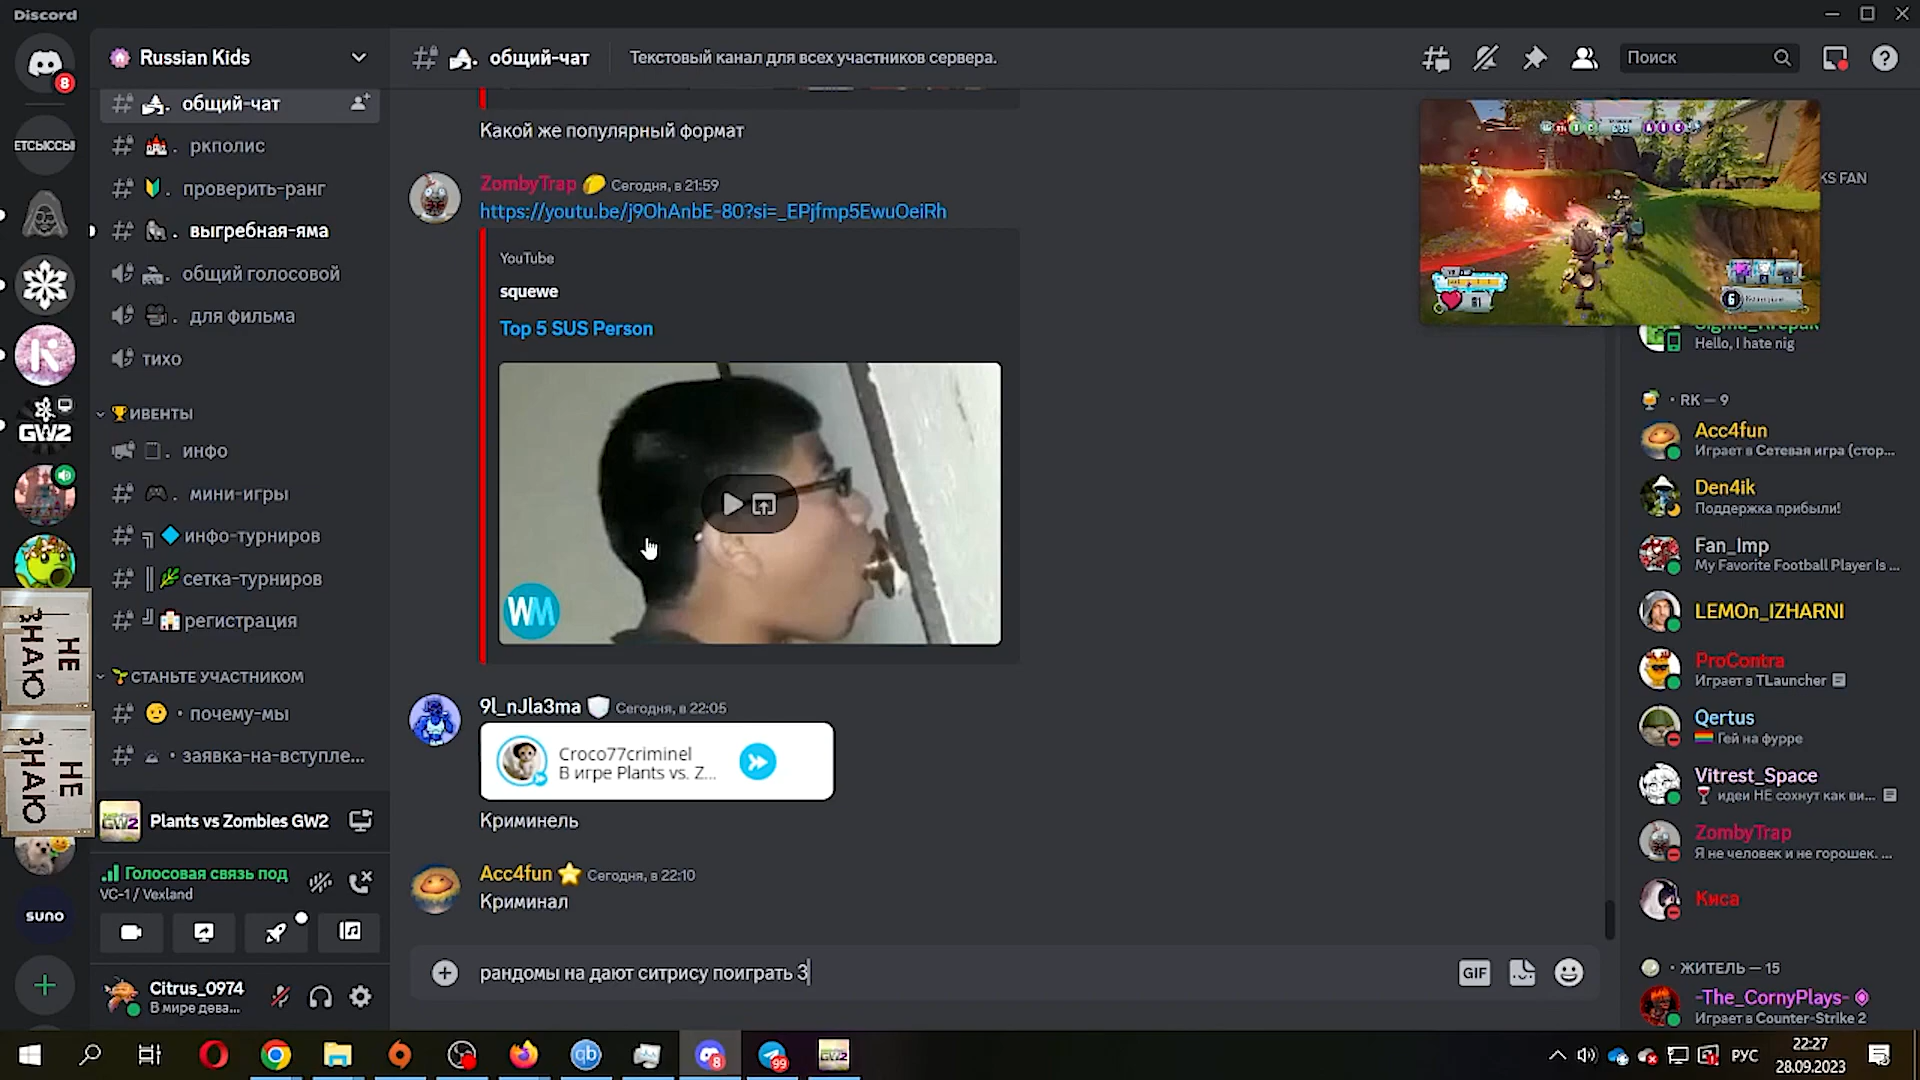 Discord
8
Russian Kids
общий-чат
Текстовый канал для всех участников сервера.
Поиск
общий-чат
ркполис
проверить-ранг
выгребная-яма
общий голосовой
для фильма
тихо
ИВЕНТЫ
инфо
мини-игры
инфо-турниров
сетка-турниров
регистрация
СТАНЬТЕ УЧАСТНИКОМ
почему-мы
заявка-на-вступле...
ЕТСЫССЫ
GW2
НЕ
ЗНАЮ
НЕ
ЗНАЮ
suno
Plants vs Zombies GW2
Голосовая связь под
VC-1 / Vexland
Citrus_0974
В мире дева...
Какой же популярный формат
ZombyTrap Сегодня, в 21:59
https://youtu.be/j9OhAnbE-80?si=_EPjfmp5EwuOeiRh
YouTube
squewe
Top 5 SUS Person
WM
9l_nJla3ma Сегодня, в 22:05
Croco77criminel
В игре Plants vs. Z...
Криминель
Acc4fun Сегодня, в 22:10
Криминал
рандомы на дают ситрису поиграть 3
GIF
KS FAN
Hello, I hate nig
RK — 9
Acc4fun
Играет в Сетевая игра (стор...
Den4ik
Поддержка прибыли!
Fan_Imp
My Favorite Football Player Is ...
LEMOn_IZHARNI
ProContra
Играет в TLauncher
Qertus
Гей на фурре
Vitrest_Space
идеи НЕ сохнут как ви...
ZombyTrap
Я не человек и не горошек. ...
Киса
ЖИТЕЛЬ — 15
-The_CornyPlays-
Играет в Counter-Strike 2
8
99
GW2
РУС
22:27
28.09.2023